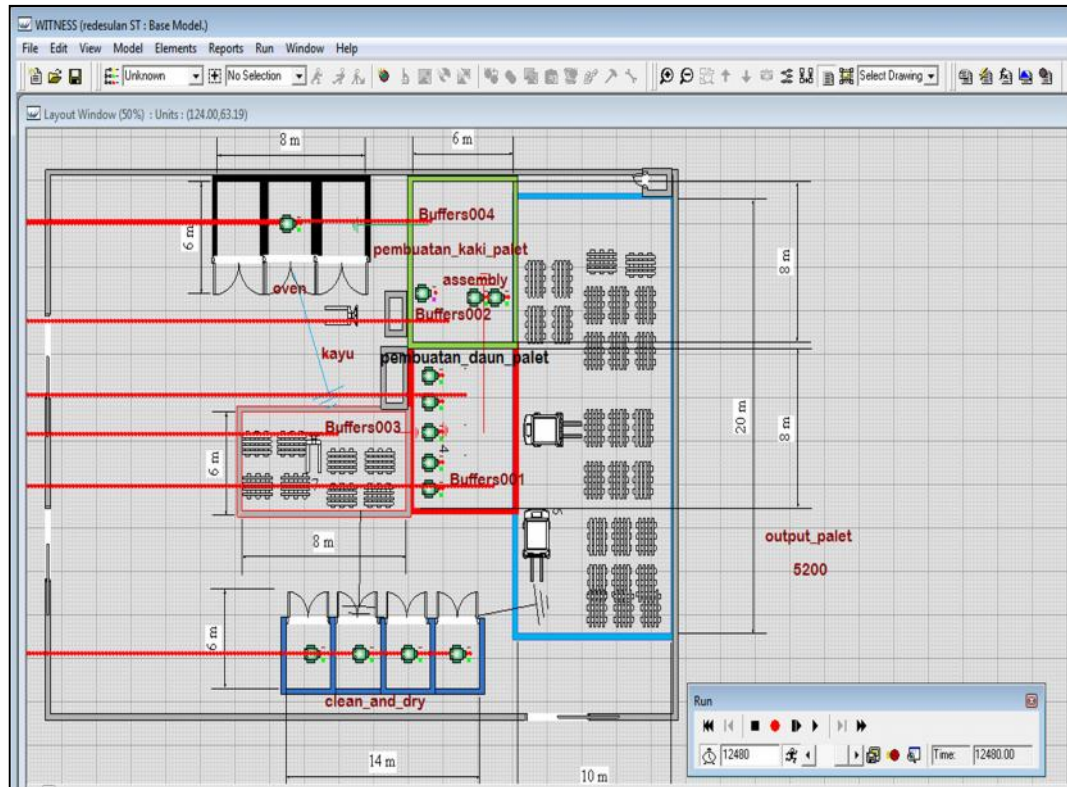 WITNESS (redesulan ST : Base Model.)
File Edit View Model Elements Reports Run Window Help
Unknown No Selection Select Drawing
Layout Window (50%) : Units : (124.00,63.19)
8 m
6 m
Buffers004
6 m
pembuatan_kaki_palet
8 m
assembly
oven
Buffers002
kayu
pembuatan_daun_palet
20 m
Buffers003
8 m
4
6 m
Buffers001
5
output_palet
8 m
5200
6 m
clean_and_dry
Run
12480 Time: 12480.00
14 m
10 m